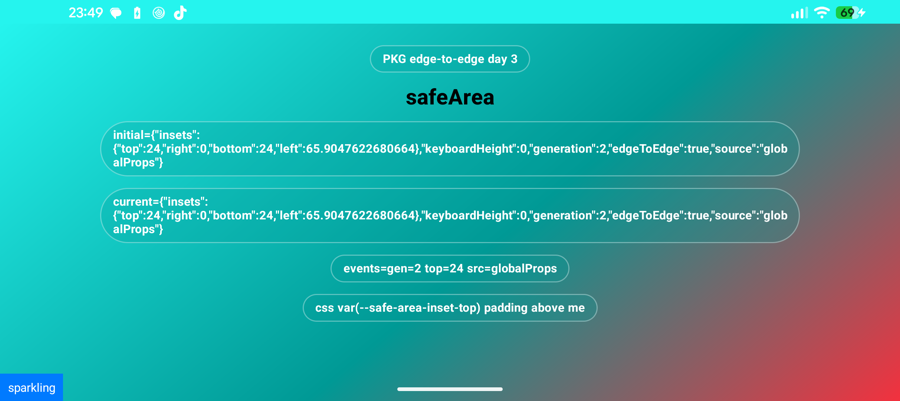 23:49
69
PKG edge-to-edge day 3
safeArea
initial={"insets":
{"top":24,"right":0,"bottom":24,"left":65.9047622680664},"keyboardHeight":0,"generation":2,"edgeToEdge":true,"source":"glob
alProps"}
current={"insets":
{"top":24,"right":0,"bottom":24,"left":65.9047622680664},"keyboardHeight":0,"generation":2,"edgeToEdge":true,"source":"glob
alProps"}
events=gen=2 top=24 src=globalProps
css var(--safe-area-inset-top) padding above me
sparkling